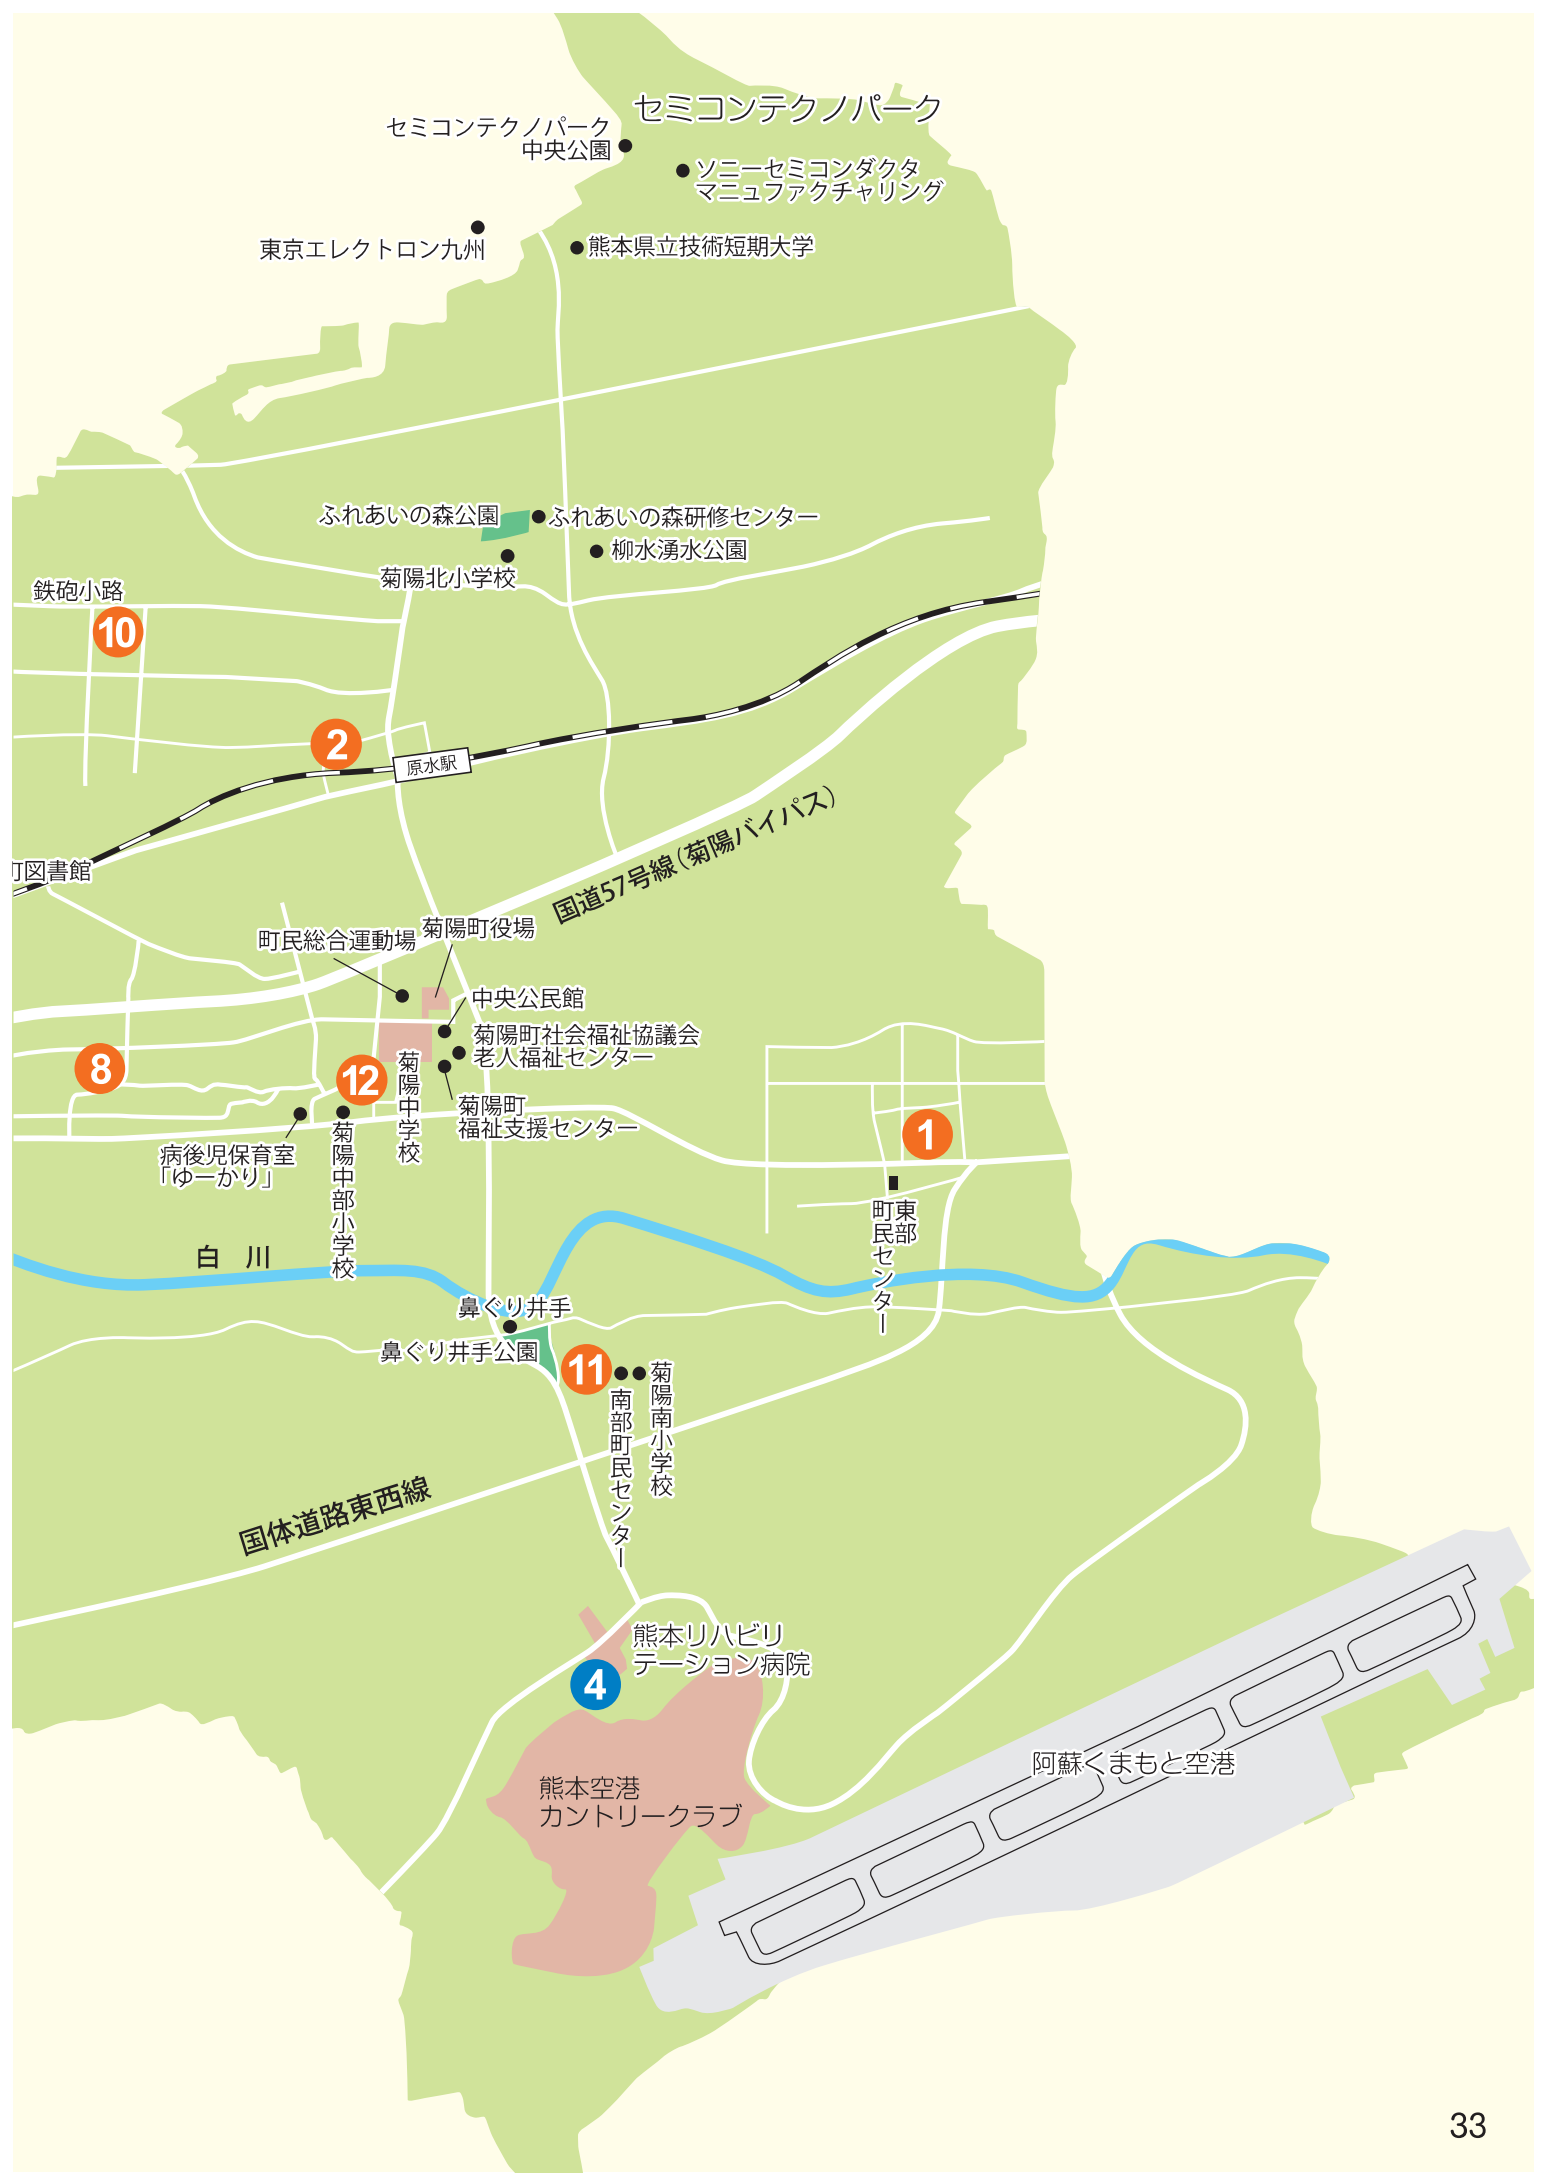 セミコンテクノパーク
セミコンテクノパーク
中央公園
ソニーセミコンダクタ
マニュファクチャリング
東京エレクトロン九州
熊本県立技術短期大学
ふれあいの森公園
ふれあいの森研修センター
柳水湧水公園
菊陽北小学校
鉄砲小路
10
2
原水駅
国道57号線(菊陽バイパス)
町図書館
町民総合運動場
菊陽町役場
中央公民館
菊陽町社会福祉協議会
老人福祉センター
8
12
菊陽中学校
菊陽町
福祉支援センター
1
病後児保育室
「ゆーかり」
菊陽中部小学校
東部
町民センター
白 川
鼻ぐり井手
鼻ぐり井手公園
11
南部町民センター
菊陽南小学校
国体道路東西線
熊本リハビリ
テーション病院
4
阿蘇くまもと空港
熊本空港
カントリークラブ
33